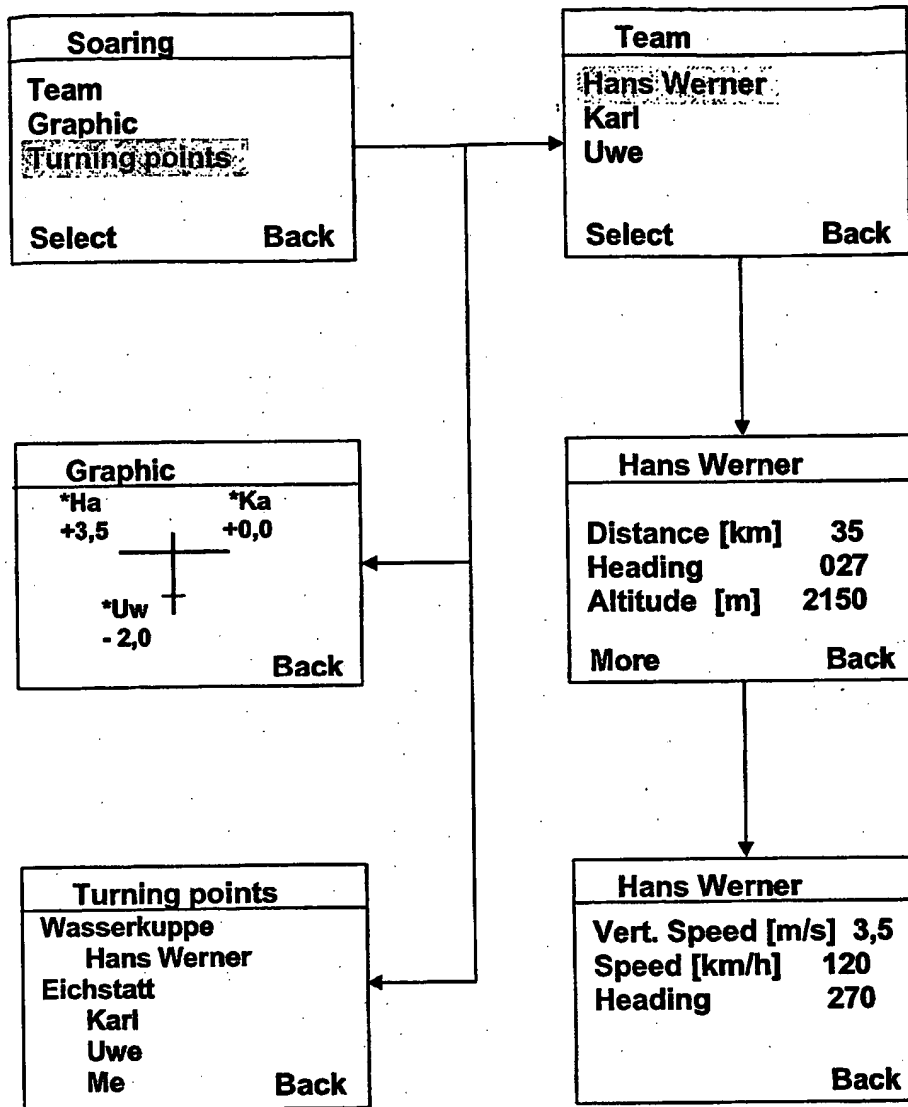 Soaring
Team
Graphic
Turning points
Select Back
Team
Hans Werner
Karl
Uwe
Select Back
Graphic
*Ha *Ka
+3,5 +0,0
*Uw
- 2,0
Back
Hans Werner
Distance [km] 35
Heading 027
Altitude [m] 2150
More Back
Turning points
Wasserkuppe
Hans Werner
Eichstatt
Karl
Uwe
Me Back
Hans Werner
Vert. Speed [m/s] 3,5
Speed [km/h] 120
Heading 270
Back